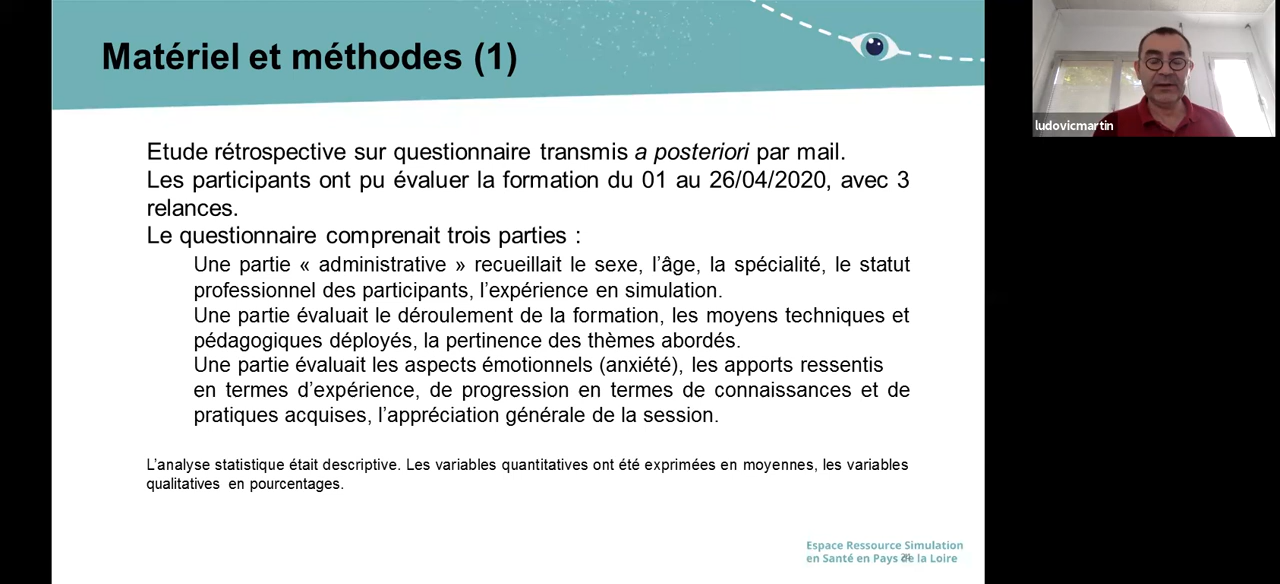 Matériel et méthodes (1)
ludovicmartin
Etude rétrospective sur questionnaire transmis a posteriori par mail.
Les participants ont pu évaluer la formation du 01 au 26/04/2020, avec 3
relances.
Le questionnaire comprenait trois parties :
Une partie « administrative » recueillait le sexe, l’âge, la spécialité, le statut
professionnel des participants, l’expérience en simulation.
Une partie évaluait le déroulement de la formation, les moyens techniques et
pédagogiques déployés, la pertinence des thèmes abordés.
Une partie évaluait les aspects émotionnels (anxiété), les apports ressentis
en termes d’expérience, de progression en termes de connaissances et de
pratiques acquises, l’appréciation générale de la session.
L’analyse statistique était descriptive. Les variables quantitatives ont été exprimées en moyennes, les variables
qualitatives en pourcentages.
Espace Ressource Simulation
en Santé en Pays de la Loire